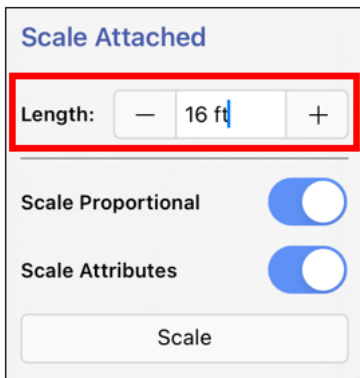 Scale Attached
Length: — 16 ft +
Scale Proportional
Scale Attributes
Scale